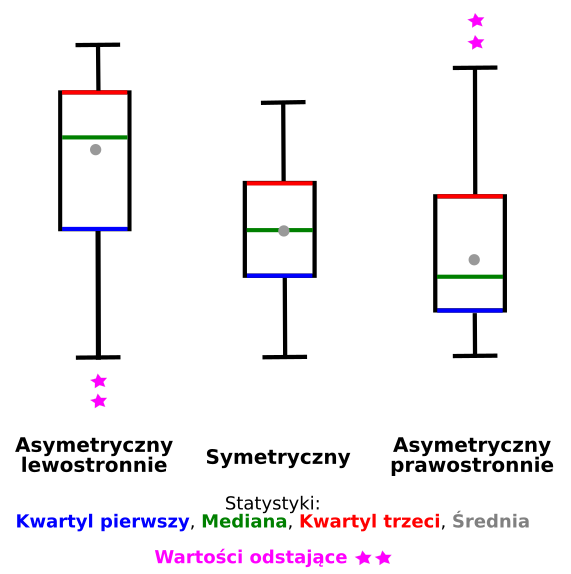 Asymetryczny
lewostronnie
Symetryczny
Asymetryczny
prawostronnie
Statystyki:
Kwartyl pierwszy, Mediana, Kwartyl trzeci, Średnia
Wartości odstające